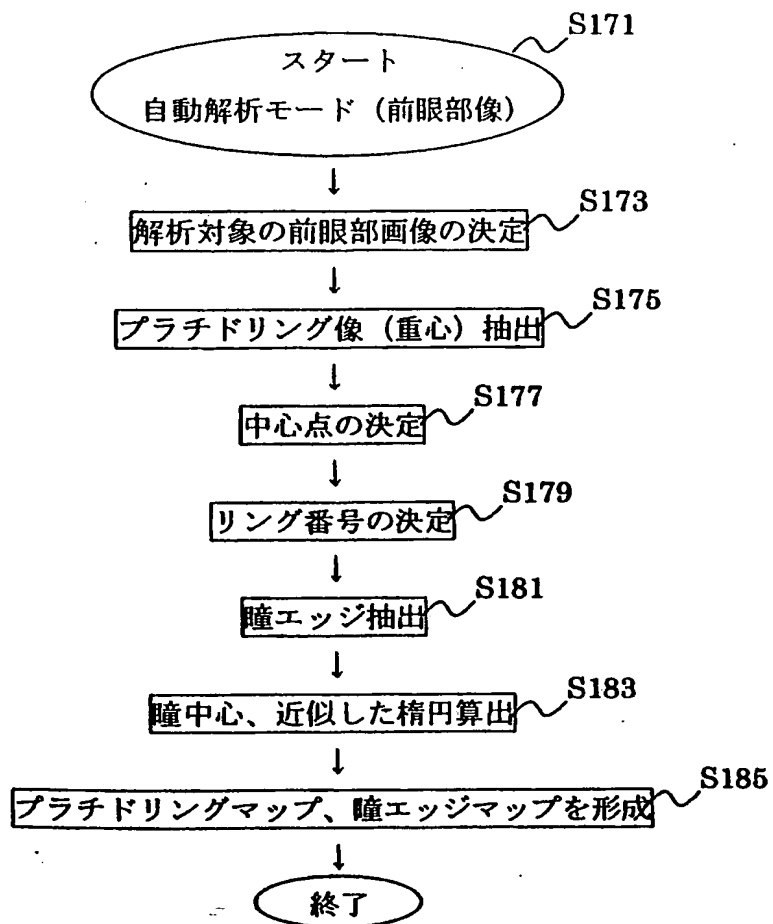 S171
スタート
自動解析モード（前眼部像）
↓
S173
解析対象の前眼部画像の決定
↓
S175
プラチドリング像（重心）抽出
↓
S177
中心点の決定
↓
S179
リング番号の決定
↓
S181
瞳エッジ抽出
↓
S183
瞳中心、近似した楕円算出
↓
S185
プラチドリングマップ、瞳エッジマップを形成
↓
終了